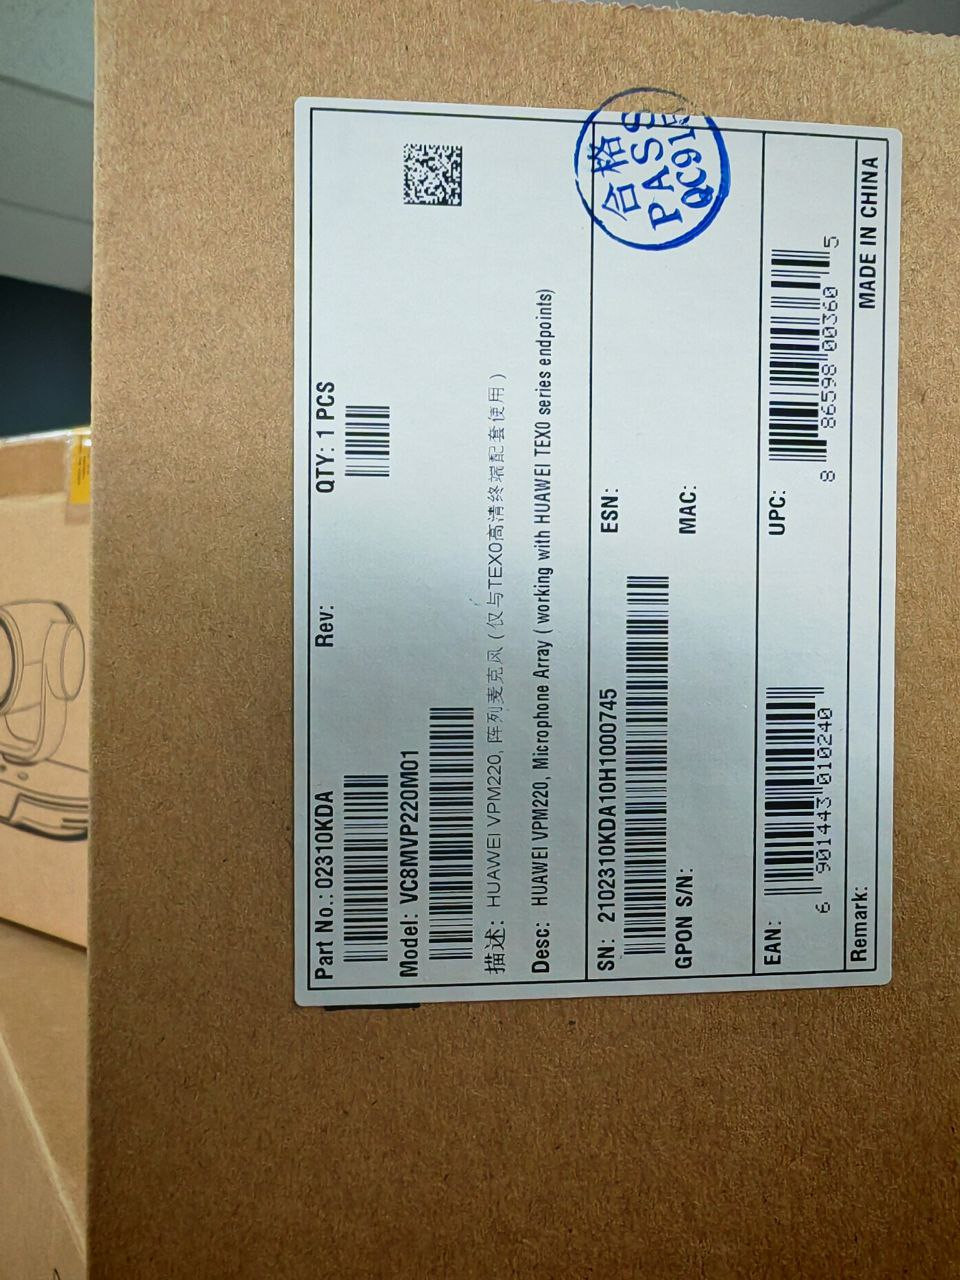 Part No.: 02310KDA
Rev:
QTY: 1 PCS
Model: VC8MVP220M01
描述: HUAWEI VPM220, 阵列麦克风 ( 仅与TEX0高清终端配套使用 )
Desc: HUAWEI VPM220, Microphone Array ( working with HUAWEI TEX0 series endpoints)
SN: 2102310KDA10H1000745
ESN:
GPON S/N:
MAC:
EAN:
6 901443 010240
UPC:
8 86598 00360 5
Remark:
MADE IN CHINA
合格
PASS